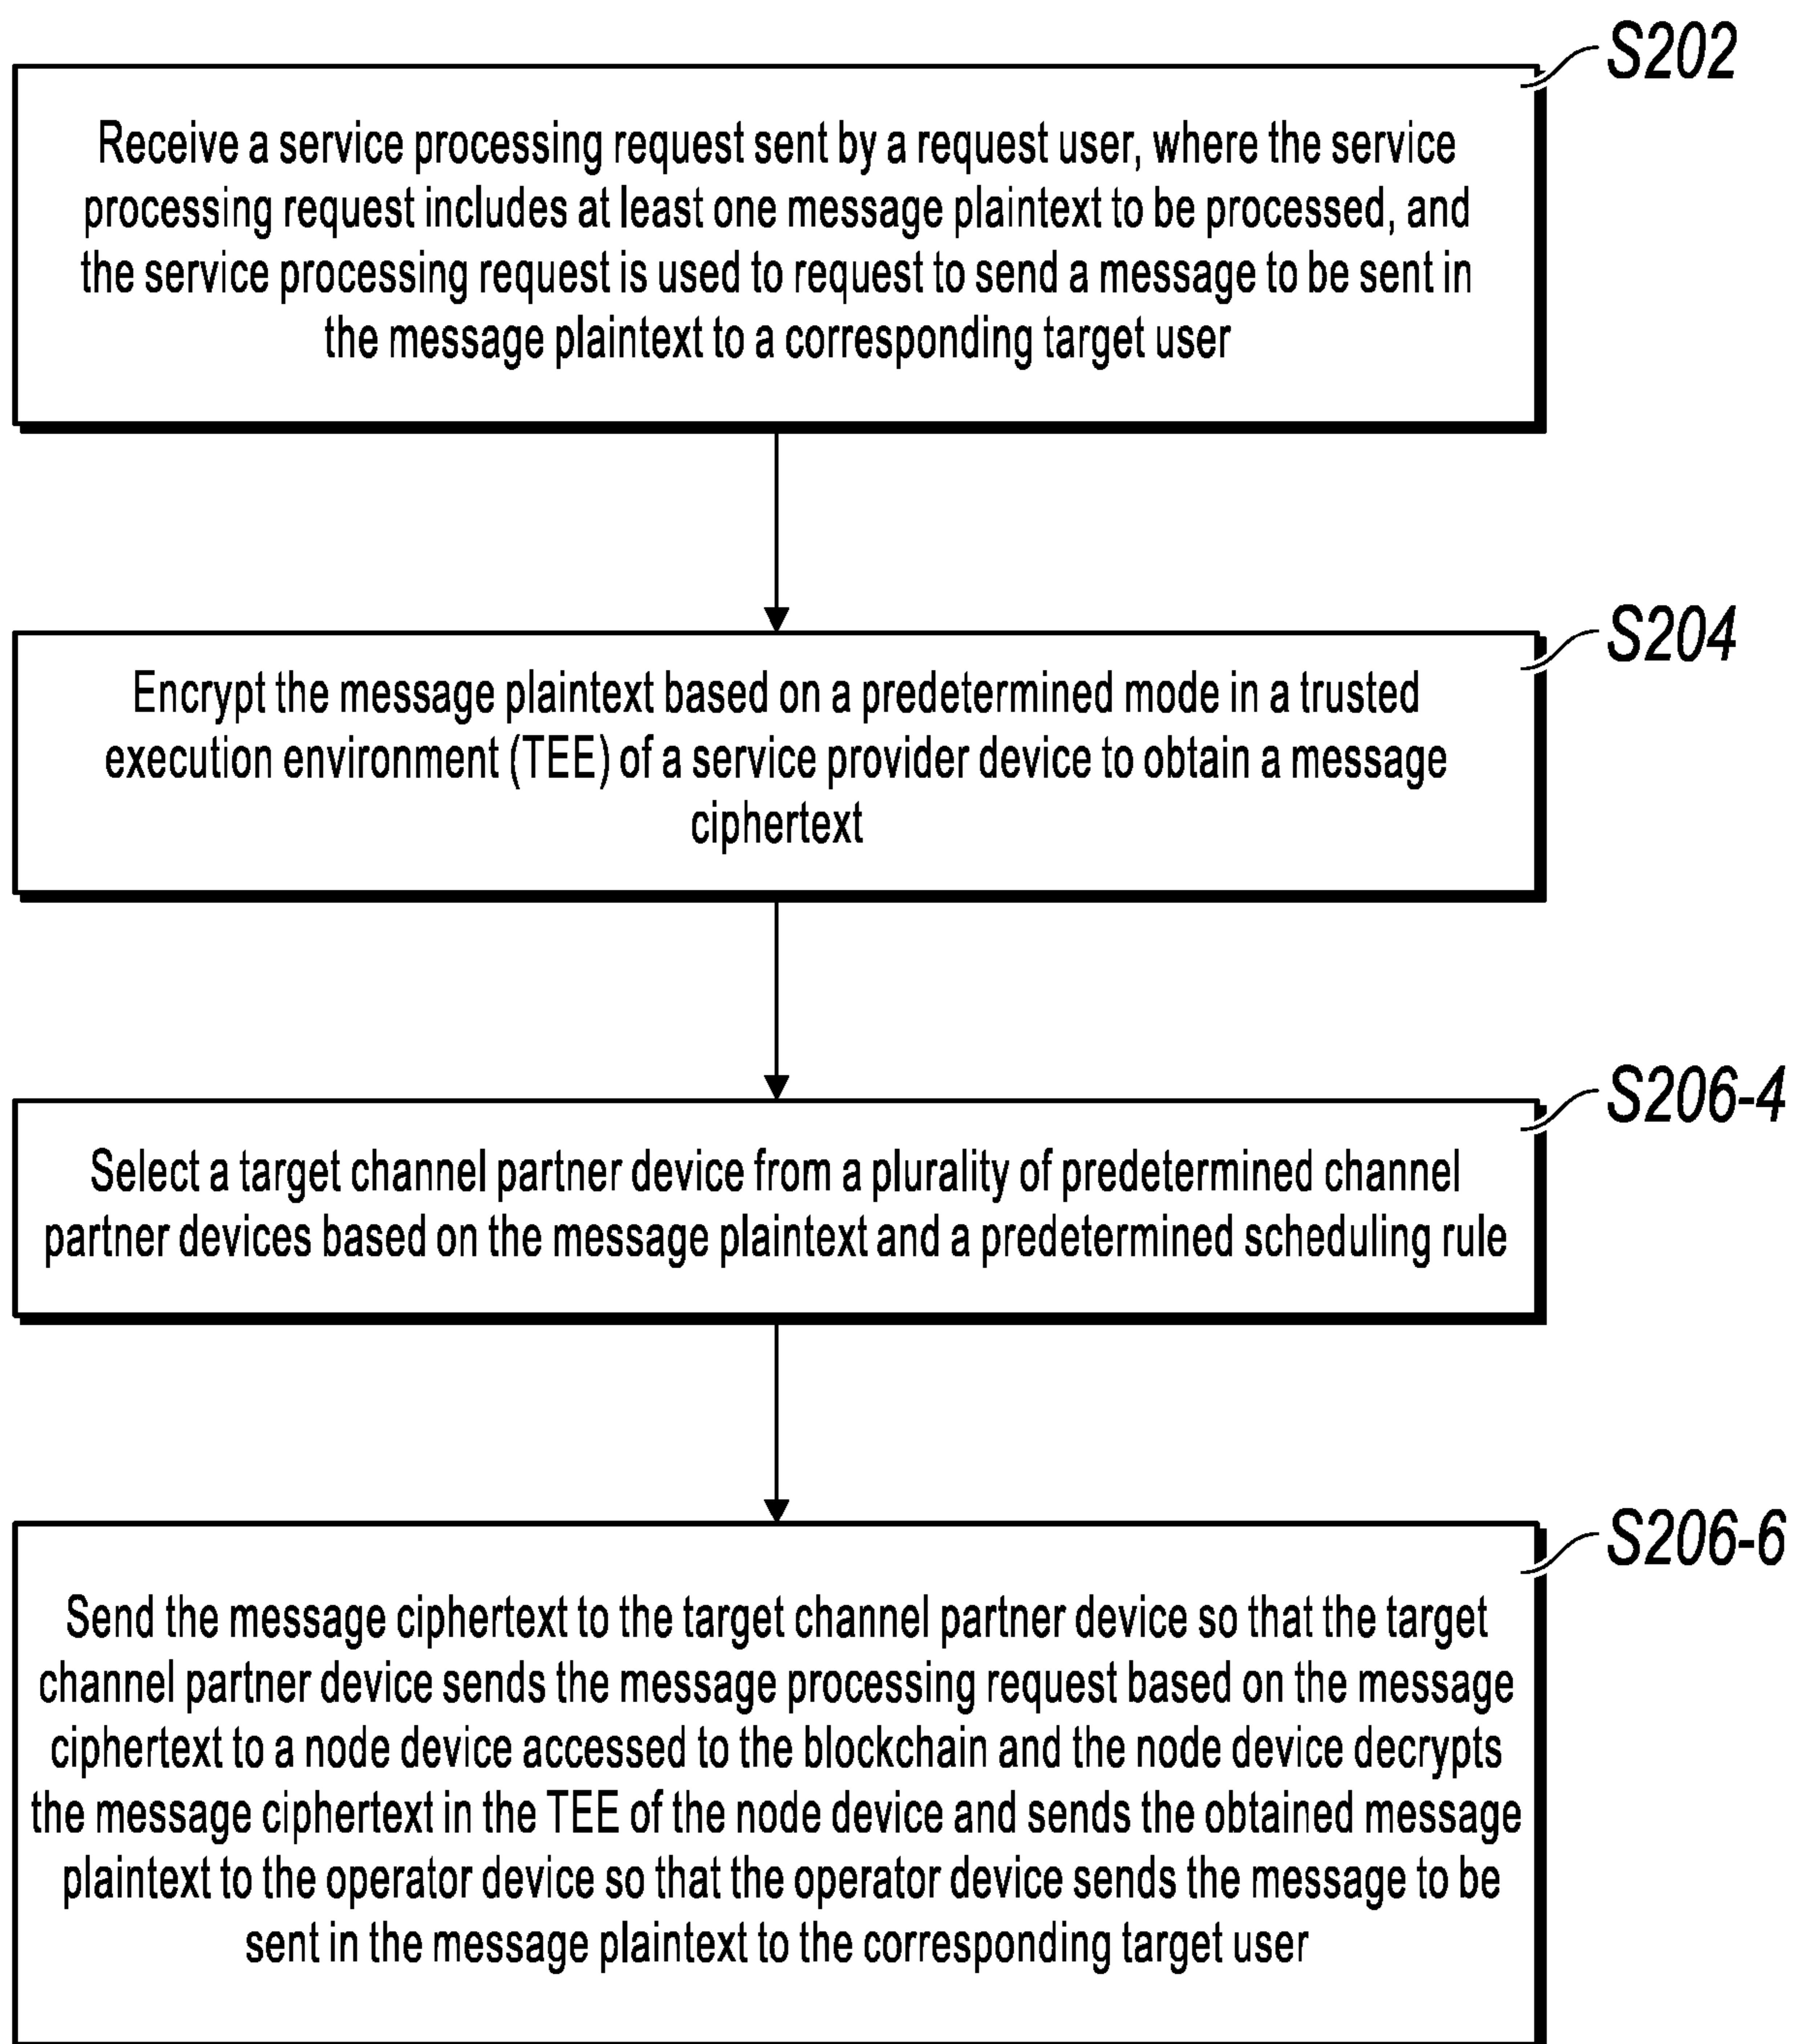 S202
Receive a service processing request sent by a request user, where the service
processing request includes at least one message plaintext to be processed, and
the service processing request is used to request to send a message to be sent in
the message plaintext to a corresponding target user
S204
Encrypt the message plaintext based on a predetermined mode in a trusted
execution environment (TEE) of a service provider device to obtain a message
ciphertext
S206-4
Select a target channel partner device from a plurality of predetermined channel
partner devices based on the message plaintext and a predetermined scheduling rule
S206-6
Send the message ciphertext to the target channel partner device so that the target
channel partner device sends the message processing request based on the message
ciphertext to a node device accessed to the blockchain and the node device decrypts
the message ciphertext in the TEE of the node device and sends the obtained message
plaintext to the operator device so that the operator device sends the message to be
sent in the message plaintext to the corresponding target user